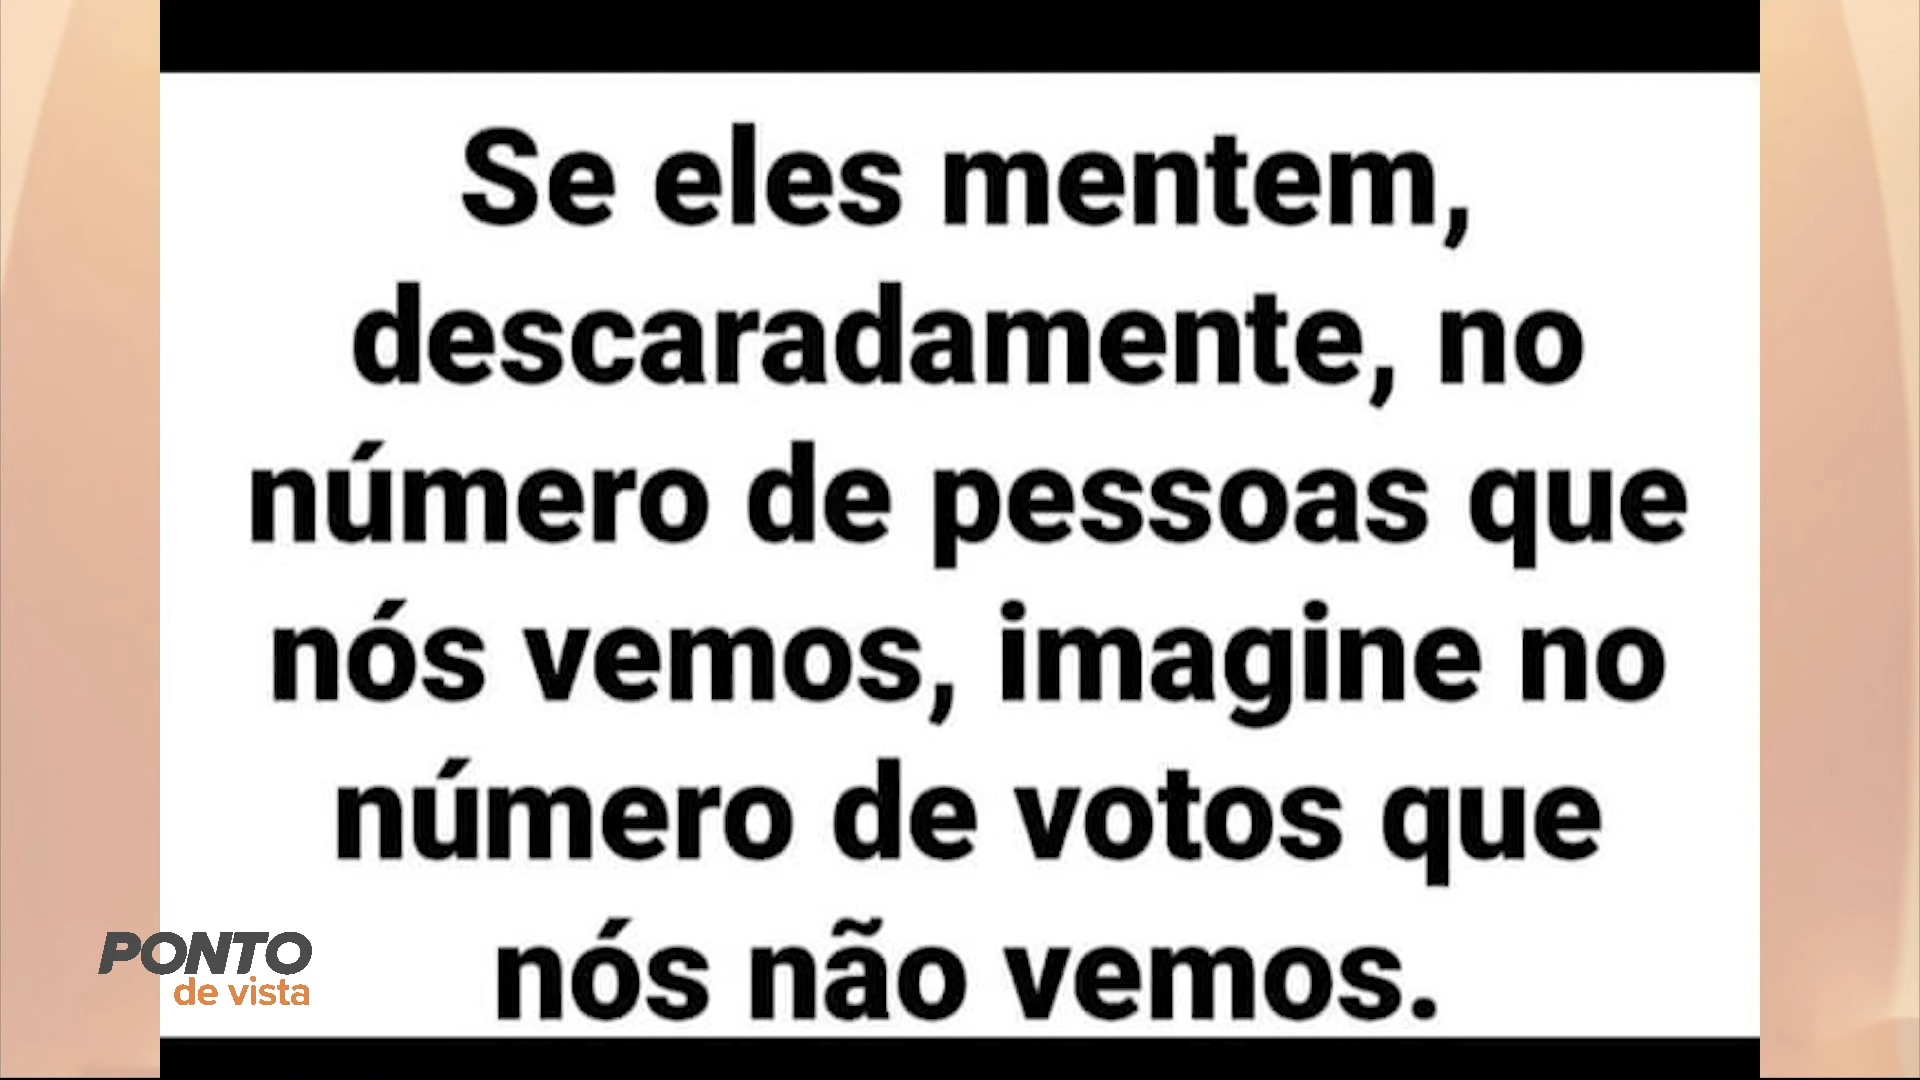 Se eles mentem,
descaradamente, no
número de pessoas que
nós vemos, imagine no
número de votos que
nós não vemos.
PONTO
de vista